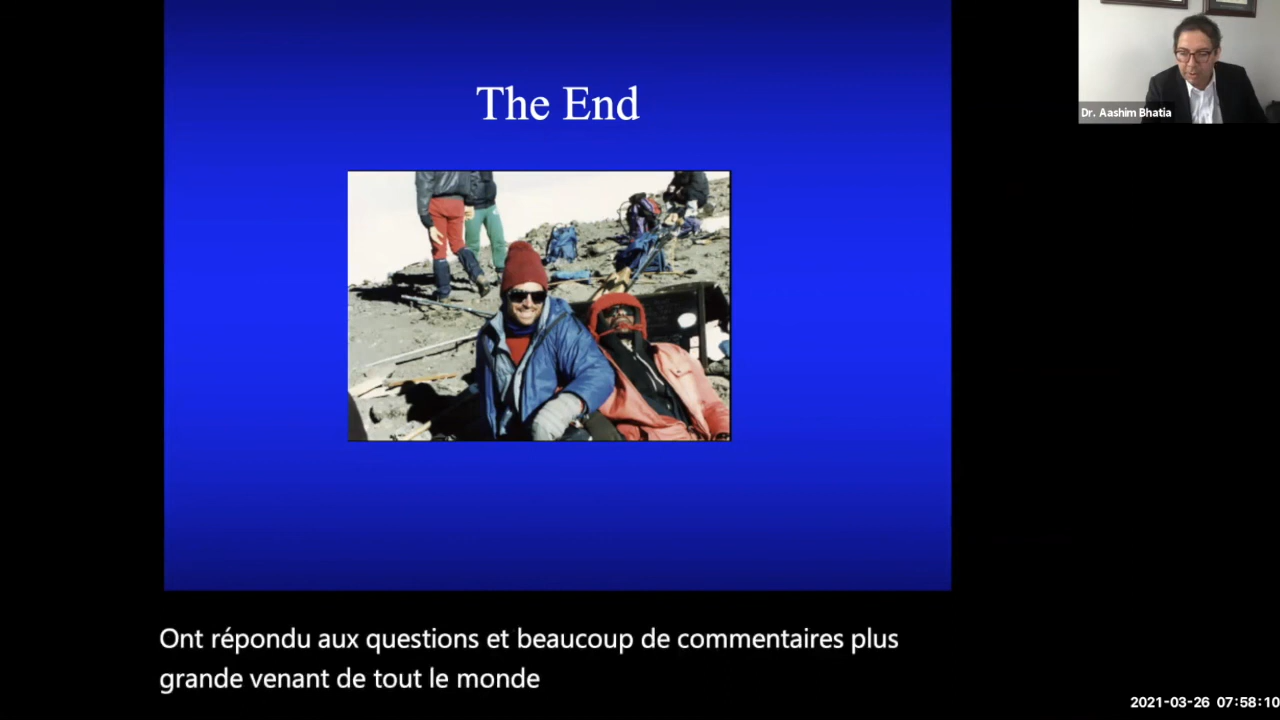 The End
Dr. Aashim Bhatia
Ont répondu aux questions et beaucoup de commentaires plus
grande venant de tout le monde
2021-03-26 07:58:10